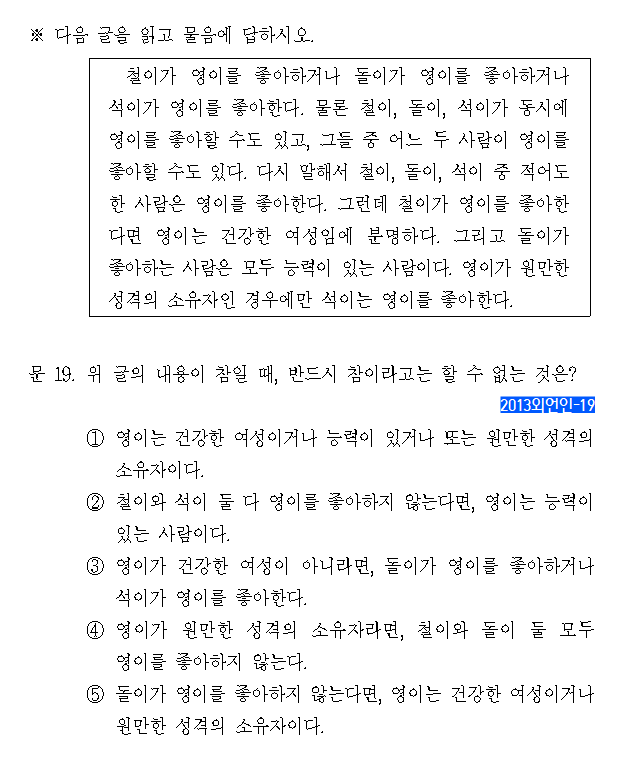 ※ 다음 글을 읽고 물음에 답하시오.
철이가 영이를 좋아하거나 돌이가 영이를 좋아하거나
석이가 영이를 좋아한다. 물론 철이, 돌이, 석이가 동시에
영이를 좋아할 수도 있고, 그들 중 어느 두 사람이 영이를
좋아할 수도 있다. 다시 말해서 철이, 돌이, 석이 중 적어도
한 사람은 영이를 좋아한다. 그런데 철이가 영이를 좋아한
다면 영이는 건강한 여성임에 분명하다. 그리고 돌이가
좋아하는 사람은 모두 능력이 있는 사람이다. 영이가 원만한
성격의 소유자인 경우에만 석이는 영이를 좋아한다.
문 19. 위 글의 내용이 참일 때, 반드시 참이라고는 할 수 없는 것은?
2013외언인-19
① 영이는 건강한 여성이거나 능력이 있거나 또는 원만한 성격의
소유자이다.
② 철이와 석이 둘 다 영이를 좋아하지 않는다면, 영이는 능력이
있는 사람이다.
③ 영이가 건강한 여성이 아니라면, 돌이가 영이를 좋아하거나
석이가 영이를 좋아한다.
④ 영이가 원만한 성격의 소유자라면, 철이와 돌이 둘 모두
영이를 좋아하지 않는다.
⑤ 돌이가 영이를 좋아하지 않는다면, 영이는 건강한 여성이거나
원만한 성격의 소유자이다.